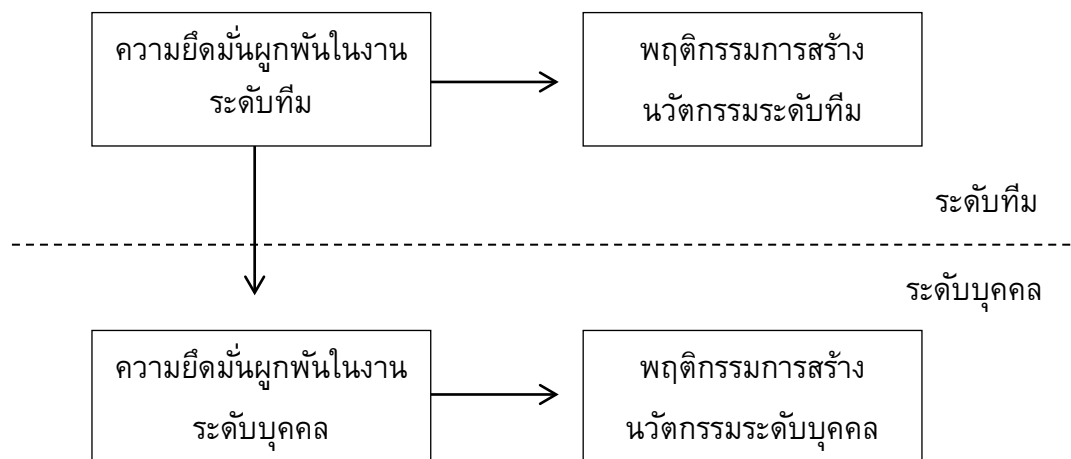 ความยึดมั่นผูกพันในงาน
ระดับทีม
พฤติกรรมการสร้าง
นวัตกรรมระดับทีม
ระดับทีม
ระดับบุคคล
ความยึดมั่นผูกพันในงาน
ระดับบุคคล
พฤติกรรมการสร้าง
นวัตกรรมระดับบุคคล